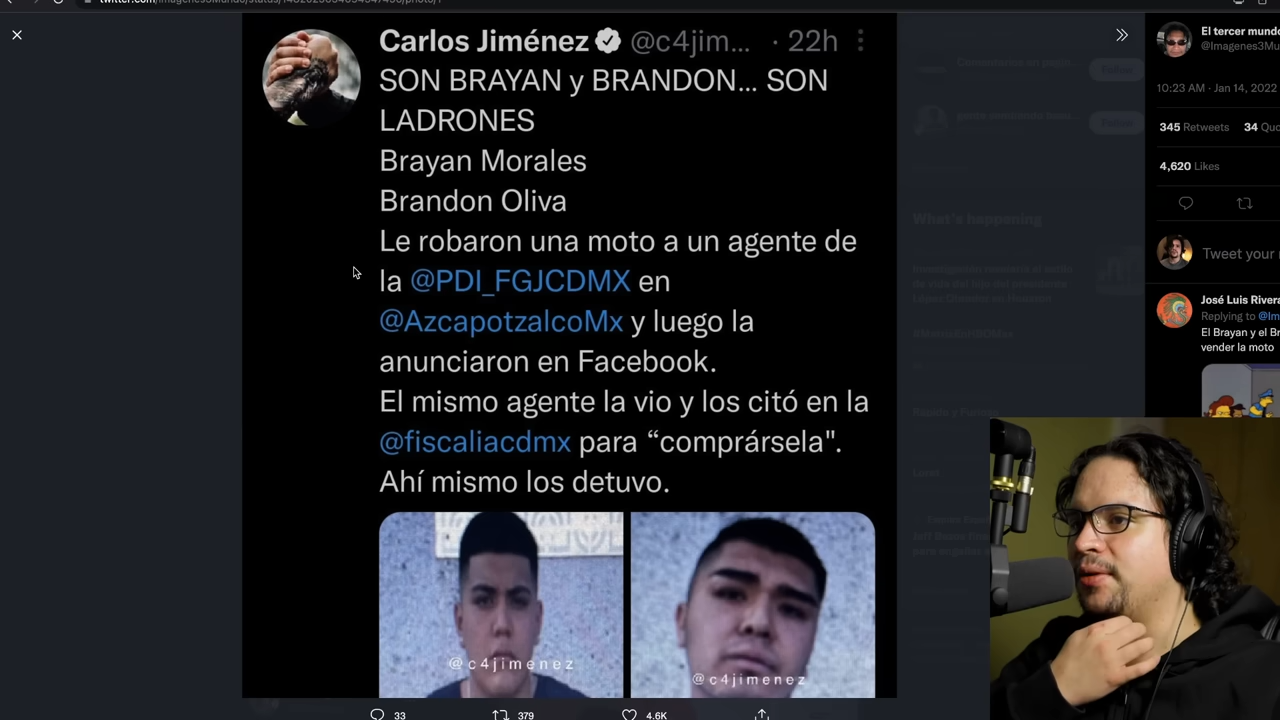 Carlos Jiménez @c4jim... · 22h
SON BRAYAN y BRANDON... SON
LADRONES
Brayan Morales
Brandon Oliva
Le robaron una moto a un agente de
la @PDI_FGJCDMX en
@AzcapotzalcoMx y luego la
anunciaron en Facebook.
El mismo agente la vio y los citó en la
@fiscaliacdmx para “comprársela".
Ahí mismo los detuvo.
@c4jimenez
@c4jimenez
33 379 4.6K
What's happening
El tercer mundo
@Imagenes3Mu
10:23 AM · Jan 14, 2022
345 Retweets 34 Quo
4,620 Likes
Tweet your
José Luis Rivera
Replying to @Im
El Brayan y el Br
vender la moto